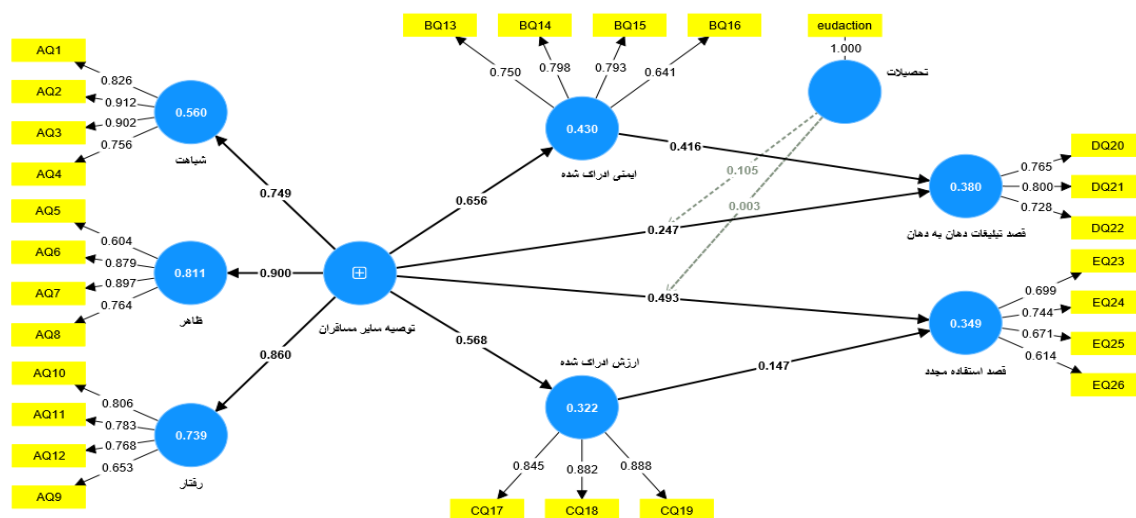 BQ13
BQ14
BQ15
BQ16
eudaction
1.000
تحصیلات
AQ1
AQ2
AQ3
AQ4
0.826
0.912
0.902
0.756
0.560
شباهت
0.750
0.798
0.793
0.641
0.430
ایمنی ادراک شده
0.749
0.656
0.416
0.105
0.003
0.247
0.493
0.380
قصد تبلیغات دهان به دهان
0.765
0.800
0.728
DQ20
DQ21
DQ22
AQ5
AQ6
AQ7
AQ8
0.604
0.879
0.897
0.764
0.811
ظاهر
0.900
توصیه سایر مسافران
0.860
0.568
0.147
0.349
قصد استفاده مجدد
0.699
0.744
0.671
0.614
EQ23
EQ24
EQ25
EQ26
AQ10
AQ11
AQ12
AQ9
0.806
0.783
0.768
0.653
0.739
رفتار
ارزش ادراک شده
0.322
0.845
0.882
0.888
CQ17
CQ18
CQ19